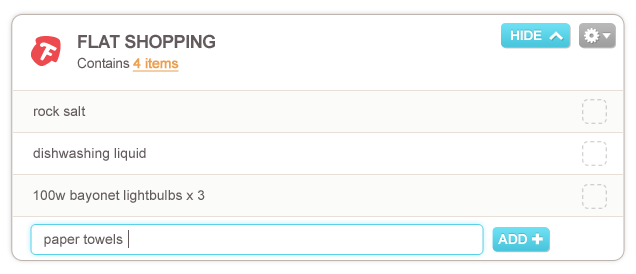 FLAT SHOPPING
HIDE
Contains 4 items
rock salt
dishwashing liquid
100w bayonet lightbulbs x 3
paper towels
ADD +